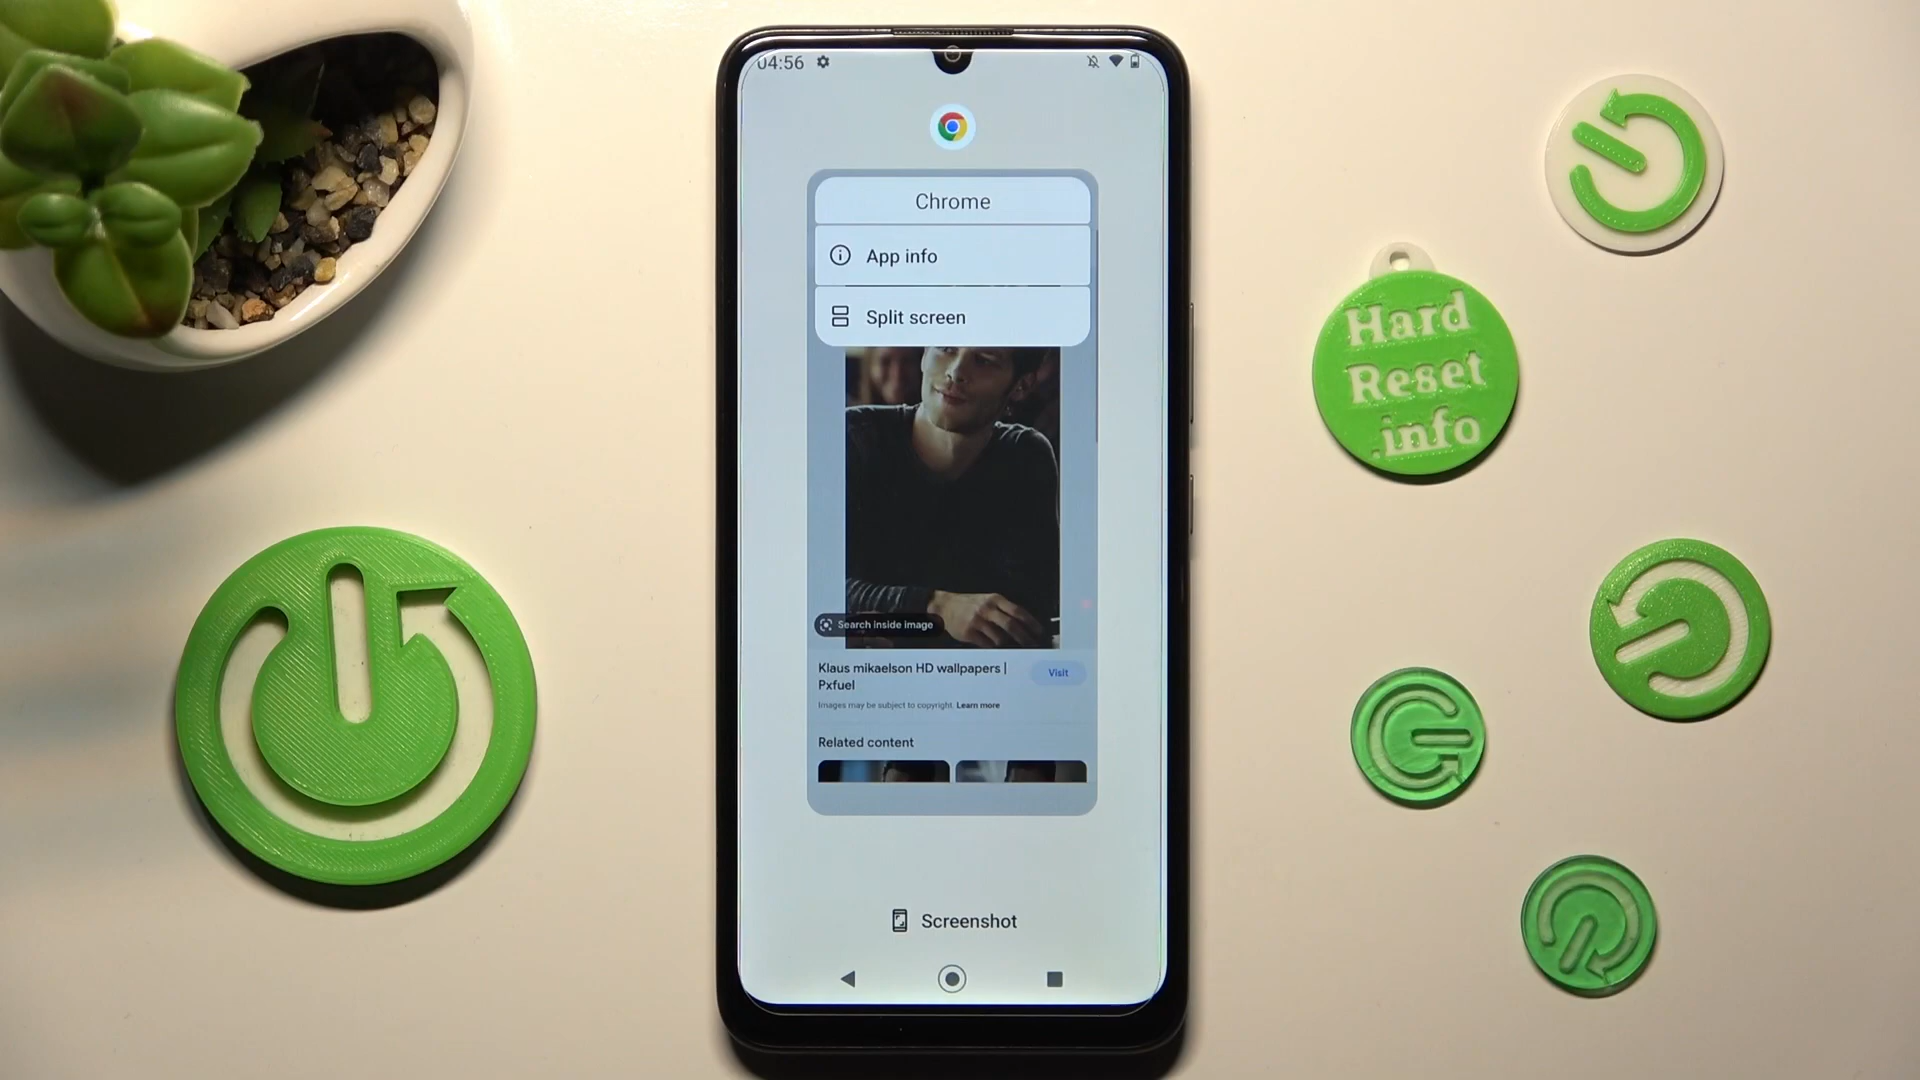 04:56
Chrome
App info
Split screen
Search inside image
Klaus mikaelson HD wallpapers |
Pxfuel
Visit
Images may be subject to copyright. Learn more
Related content
Screenshot
Hard
Reset
.info